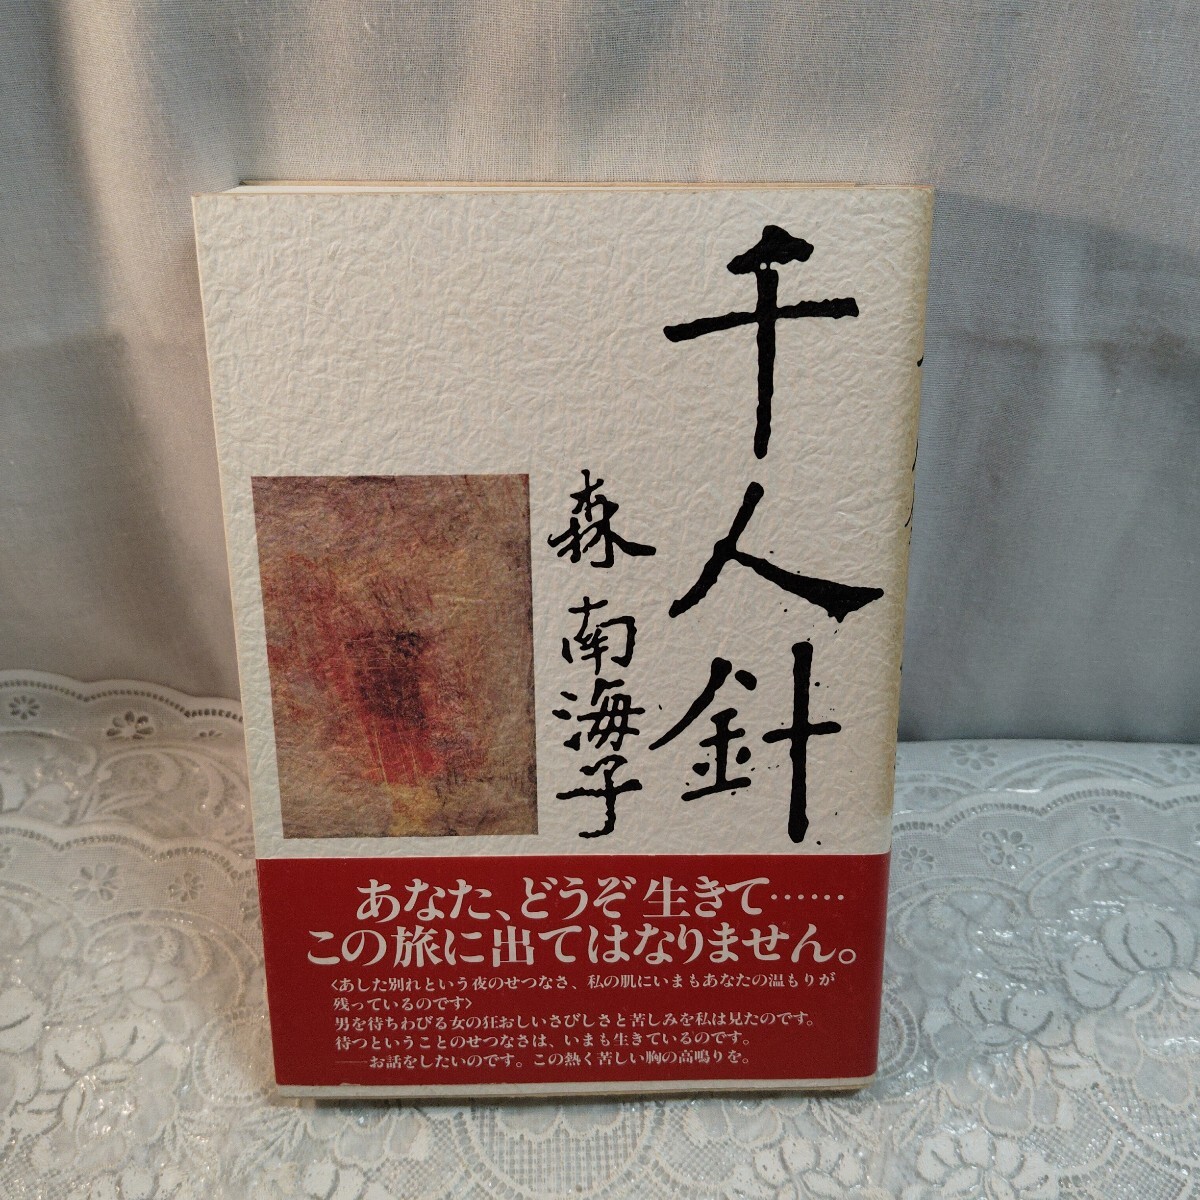 千人針
森南海子
あなた、どうぞ生きて……
この旅に出てはなりません。
〈あした別れという夜のせつなさ、私の肌にいまもあなたの温もりが
残っているのです〉
男を待ちわびる女の狂おしいさびしさと苦しみを私は見たのです。
待つということのせつなさは、いまも生きているのです。
――お話をしたいのです。この熱く苦しい胸の高鳴りを。